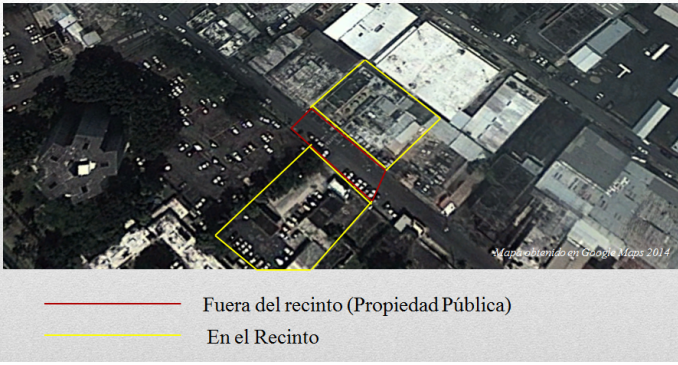 Mapa obtenido en Google Maps 2014
Fuera del recinto (Propiedad Pública)
En el Recinto